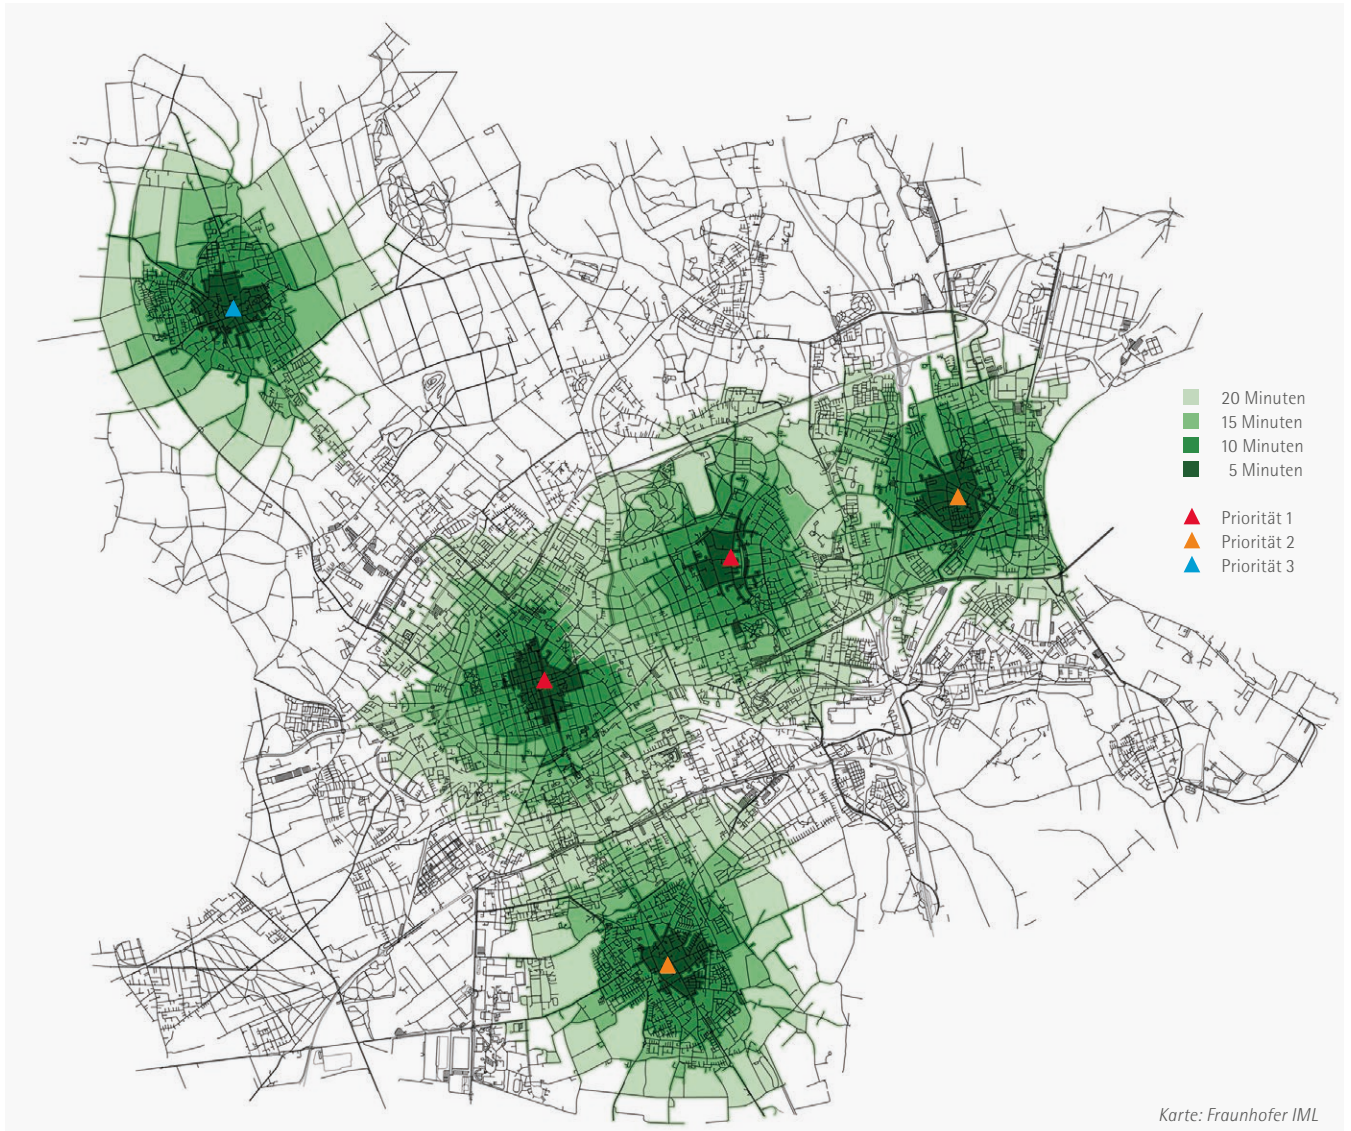 20 Minuten
15 Minuten
10 Minuten
5 Minuten
Priorität 1
Priorität 2
Priorität 3
Karte: Fraunhofer IML